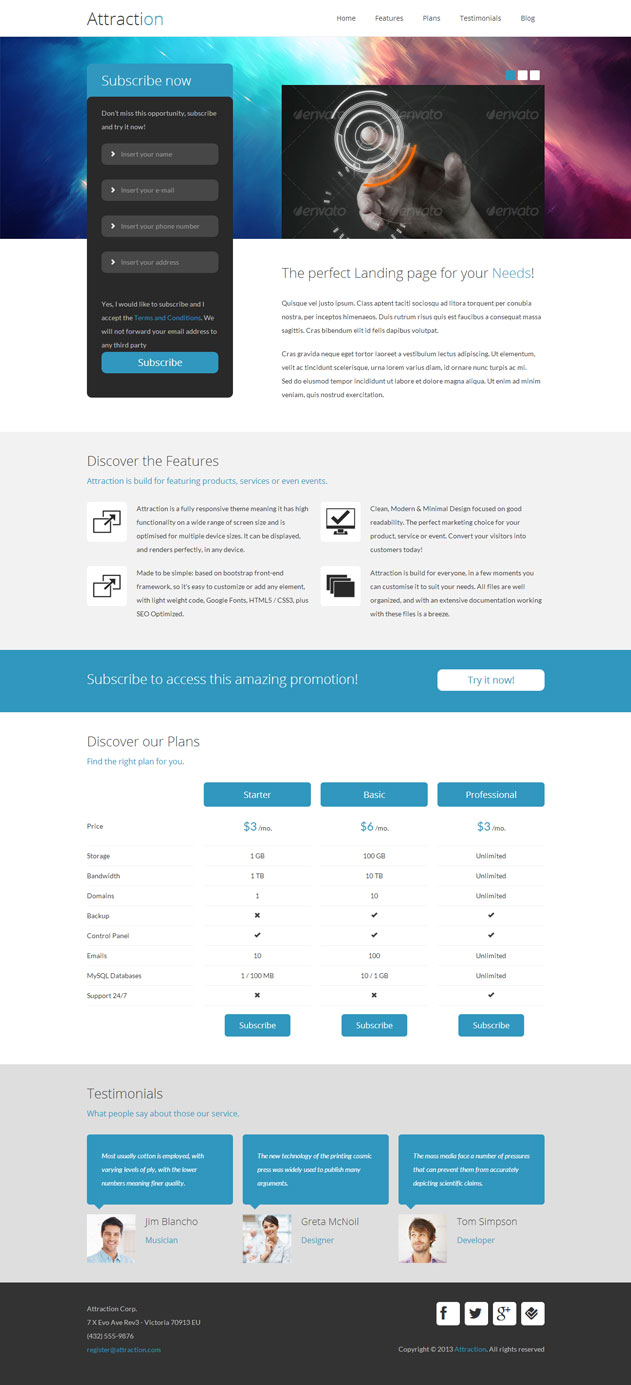 Attraction
Home Features Plans Testimonials Blog
Subscribe now
Don't miss this opportunity, subscribe
and try it now!
Insert your name
Insert your e-mail
Insert your phone number
Insert your address
Yes, I would like to subscribe and I
accept the Terms and Conditions. We
will not forward your email address to
any third party
Subscribe
envato envato envato
envato envato envato
The perfect Landing page for your Needs!
Quisque vel justo ipsum. Class aptent taciti sociosqu ad litora torquent per conubia
nostra, per inceptos himenaeos. Duis rutrum risus quis est faucibus a consequat massa
sagittis. Cras bibendum elit id felis dapibus volutpat.
Cras gravida neque eget tortor laoreet a vestibulum lectus adipiscing. Ut elementum,
velit ac tincidunt scelerisque, urna lorem varius diam, id ornare nunc turpis ac mi.
Sed do eiusmod tempor incididunt ut labore et dolore magna aliqua. Ut enim ad minim
veniam, quis nostrud exercitation.
Discover the Features
Attraction is build for featuring products, services or even events.
Attraction is a fully responsive theme meaning it has high
functionality on a wide range of screen size and is
optimised for multiple device sizes. It can be displayed,
and renders perfectly, in any device.
Clean, Modern & Minimal Design focused on good
readability. The perfect marketing choice for your
product, service or event. Convert your visitors into
customers today!
Made to be simple: based on bootstrap front-end
framework, so it's easy to customize or add any element,
with light weight code, Google Fonts, HTML5 / CSS3, plus
SEO Optimized.
Attraction is build for everyone, in a few moments you
can customise it to suit your needs. All files are well
organized, and with an extensive documentation working
with these files is a breeze.
Subscribe to access this amazing promotion!
Try it now!
Discover our Plans
Find the right plan for you.
Starter Basic Professional
Price $3 /mo. $6 /mo. $3 /mo.
Storage 1 GB 100 GB Unlimited
Bandwidth 1 TB 10 TB Unlimited
Domains 1 10 Unlimited
Backup ✖ ✔ ✔
Control Panel ✔ ✔ ✔
Emails 10 100 Unlimited
MySQL Databases 1 / 100 MB 10 / 1 GB Unlimited
Support 24/7 ✖ ✖ ✔
Subscribe Subscribe Subscribe
Testimonials
What people say about those our service.
Most usually cotton is employed, with
varying levels of ply, with the lower
numbers meaning finer quality.
Jim Blancho
Musician
The new technology of the printing cosmic
press was widely used to publish many
arguments.
Greta McNoil
Designer
The mass media face a number of pressures
that can prevent them from accurately
depicting scientific claims.
Tom Simpson
Developer
Attraction Corp.
7 X Evo Ave Rev3 - Victoria 70913 EU
(432) 555-9876
register@attraction.com
f g+
Copyright © 2013 Attraction. All rights reserved